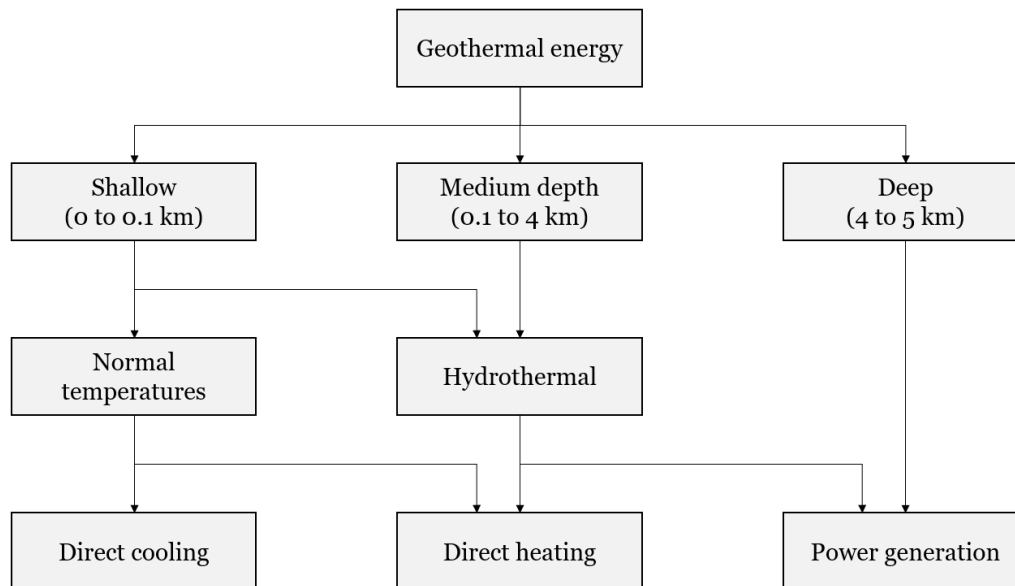 Geothermal energy
Shallow
(0 to 0.1 km)
Medium depth
(0.1 to 4 km)
Deep
(4 to 5 km)
Normal
temperatures
Hydrothermal
Direct cooling
Direct heating
Power generation